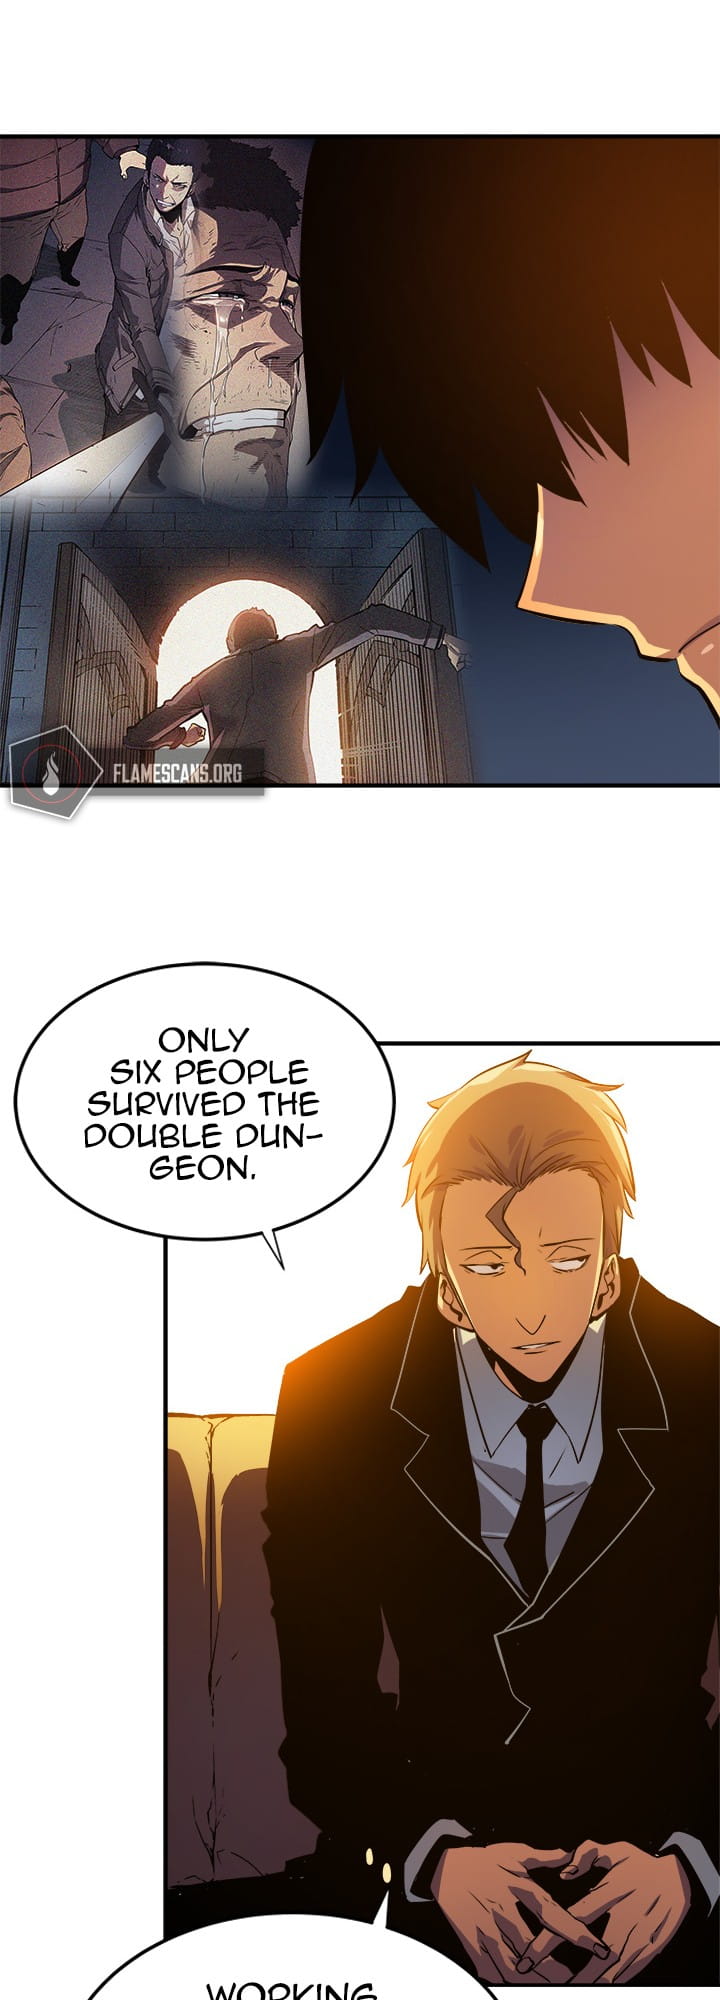 FLAMESCANS.ORG
ONLY
SIX PEOPLE
SURVIVED THE
DOUBLE DUN-
GEON.
WORKING